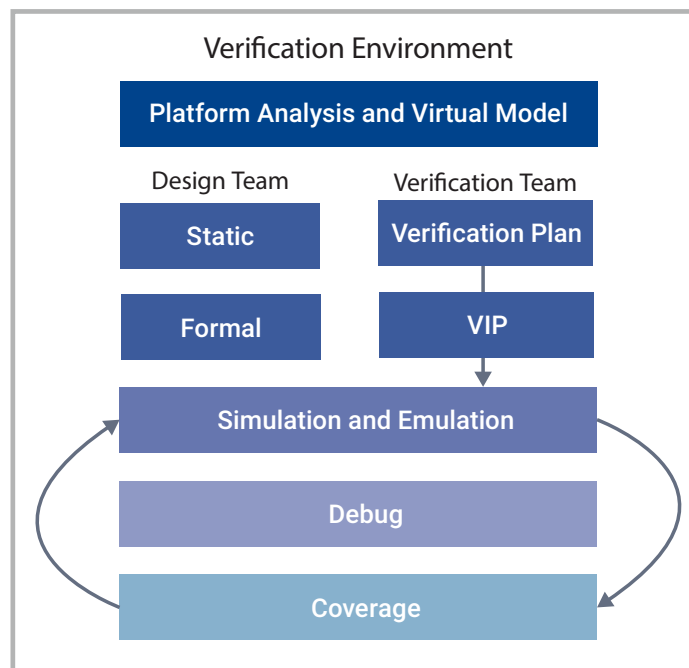 Verification Environment
Platform Analysis and Virtual Model
Design Team
Verification Team
Static
Verification Plan
Formal
VIP
Simulation and Emulation
Debug
Coverage